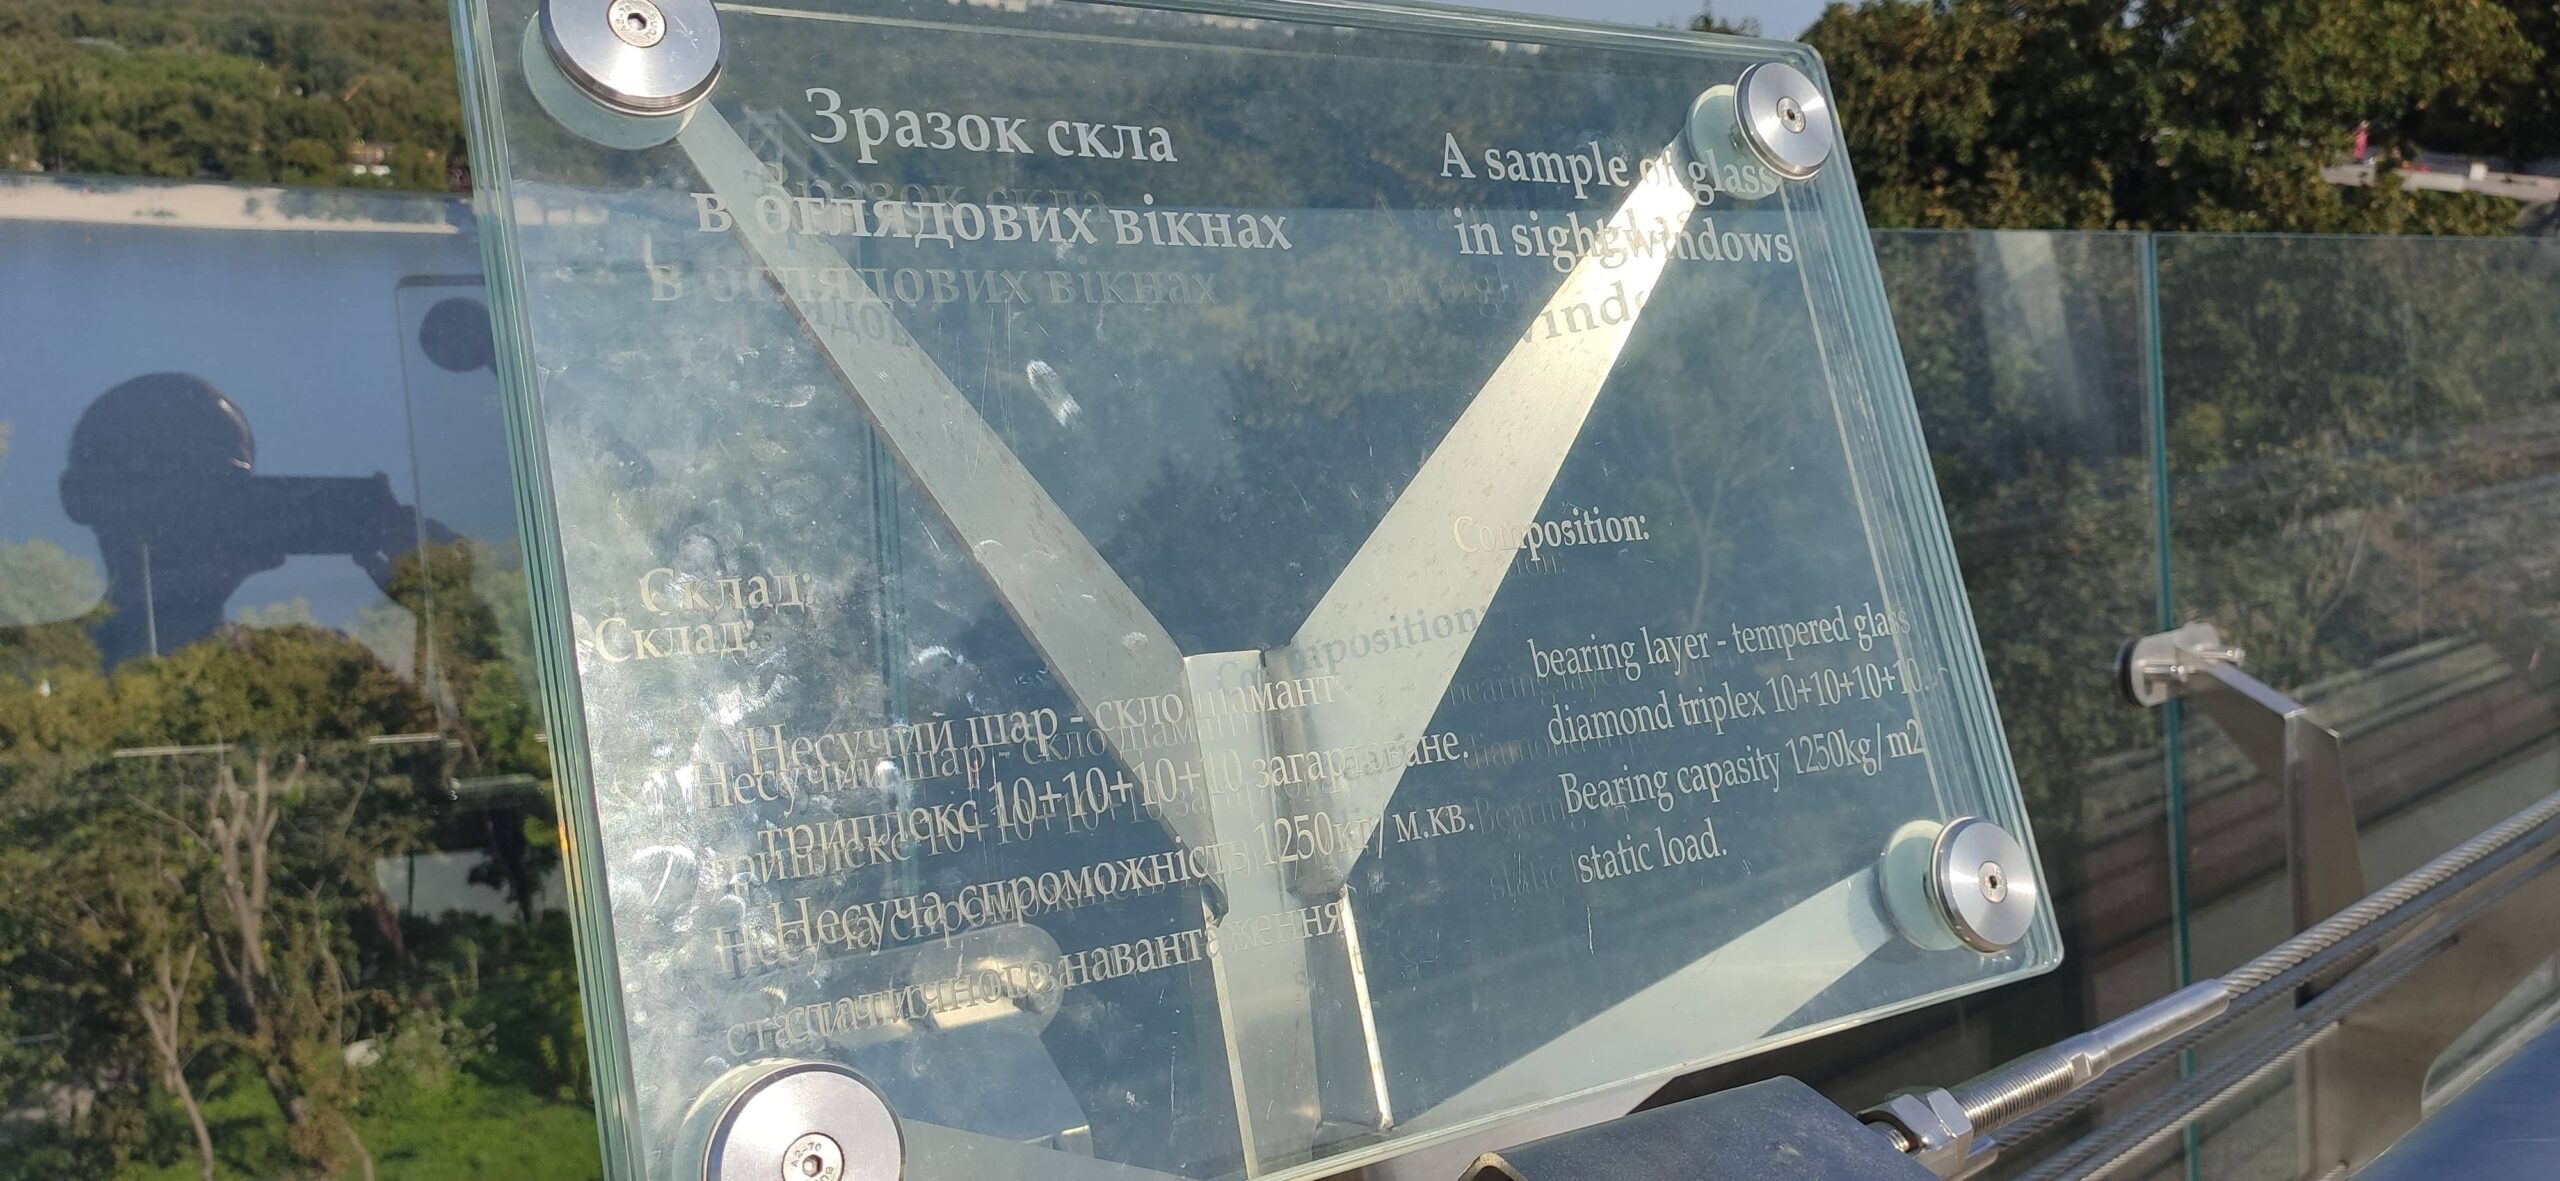 Зразок скла
в оглядових вікнах
A sample of glass
in sight windows
Склад:
Несучий шар - скло діамант
триплекс 10+10+10+10 загартоване.
Несуча спроможність 1250кг/м.кв.
статичного навантаження
Composition:
bearing layer - tempered glass
diamond triplex 10+10+10+10.
Bearing capasity 1250kg/m2
static load.
A2-70